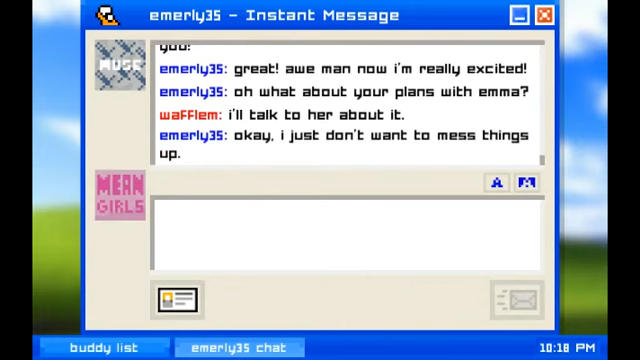 emerly35 - Instant Message
MUSE
you!
emerly35: great! awe man now i'm really excited!
emerly35: oh what about your plans with emma?
wafflem: i'll talk to her about it.
emerly35: okay, i just don't want to mess things
up.
MEAN
GIRLS
A A
buddy list
emerly35 chat
10:18 PM